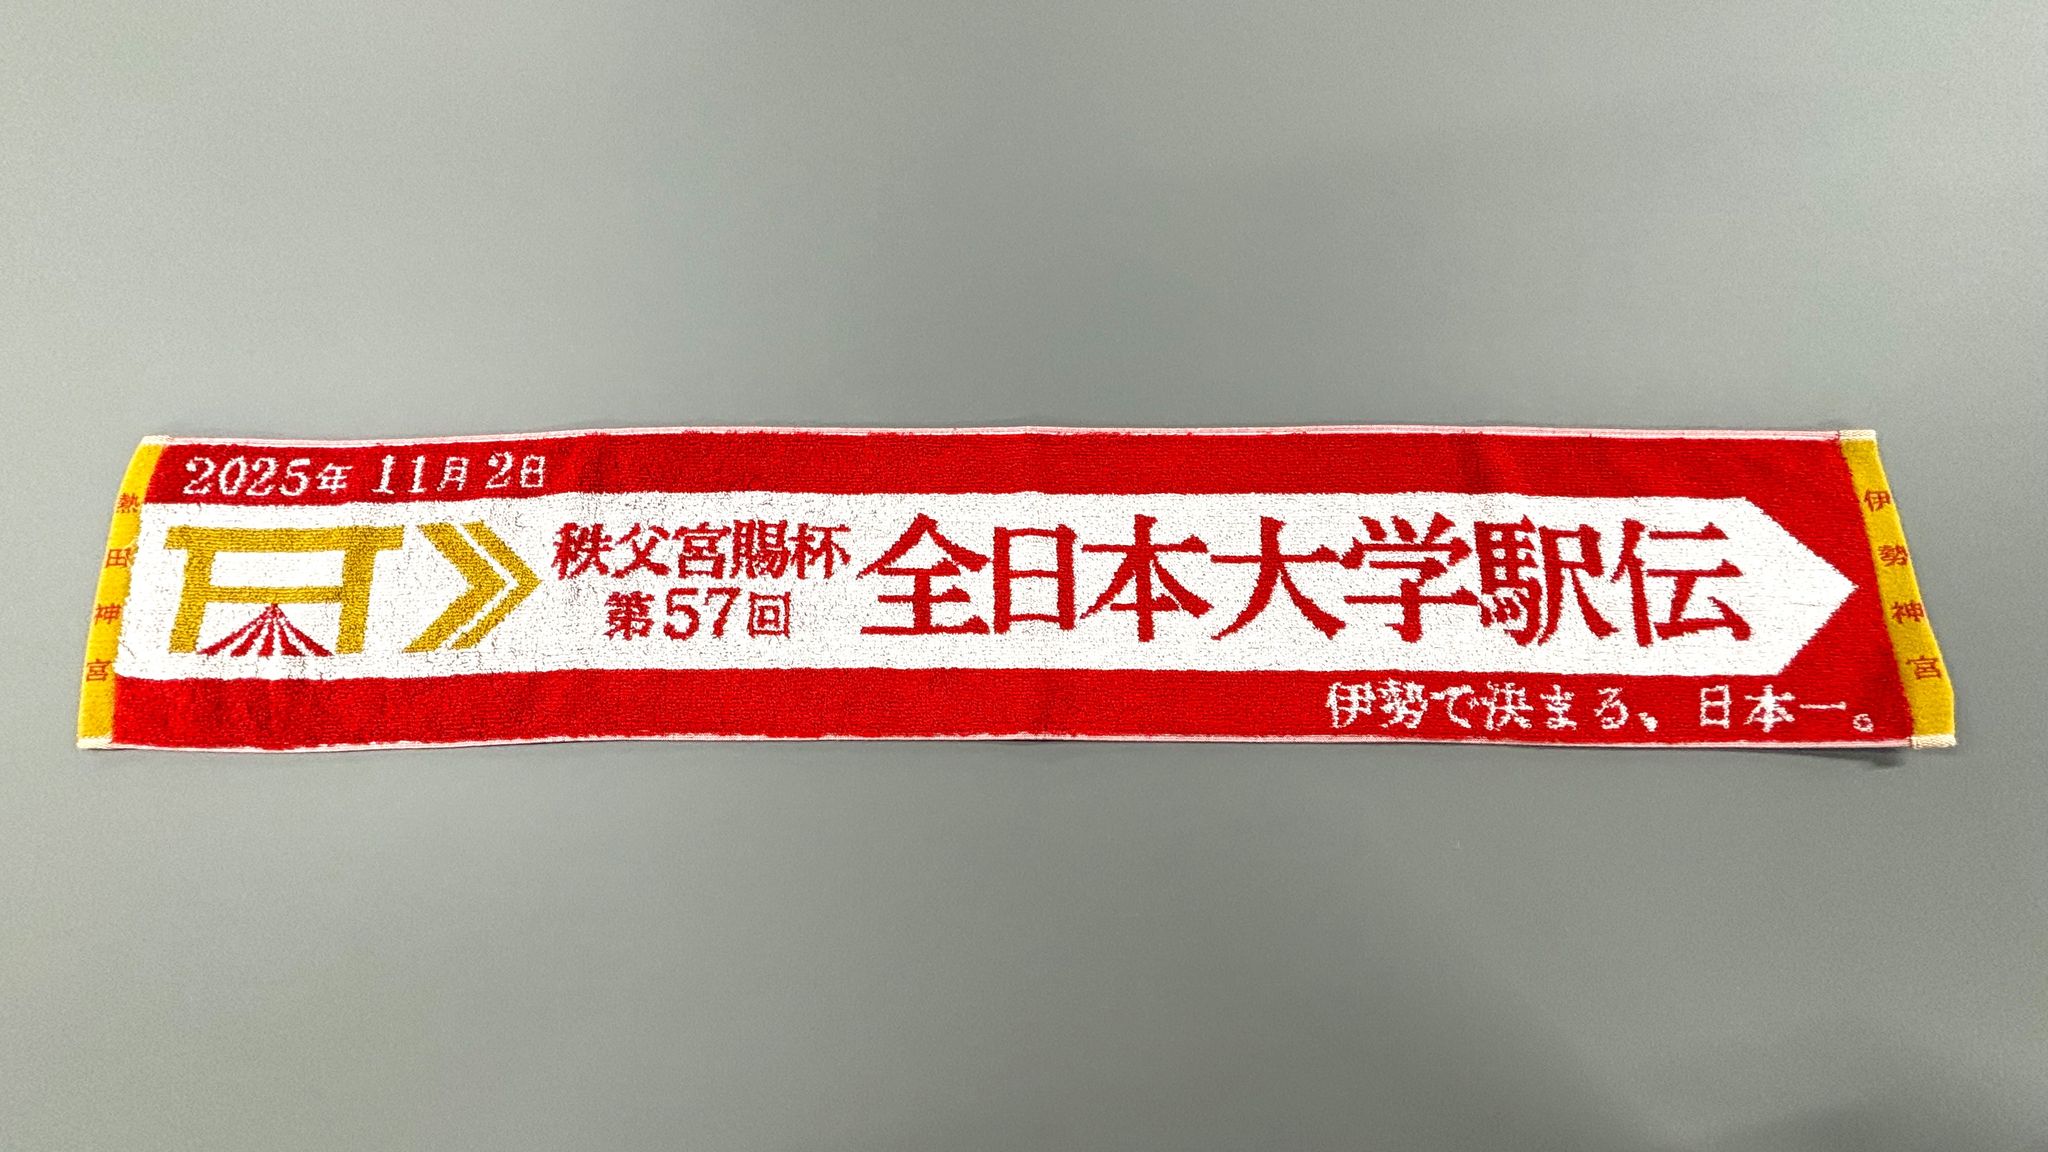 2025年 11月 2日
熱田神宮
秩父宮賜杯
第57回
全日本大学駅伝
伊勢で決まる、日本一。
伊勢神宮